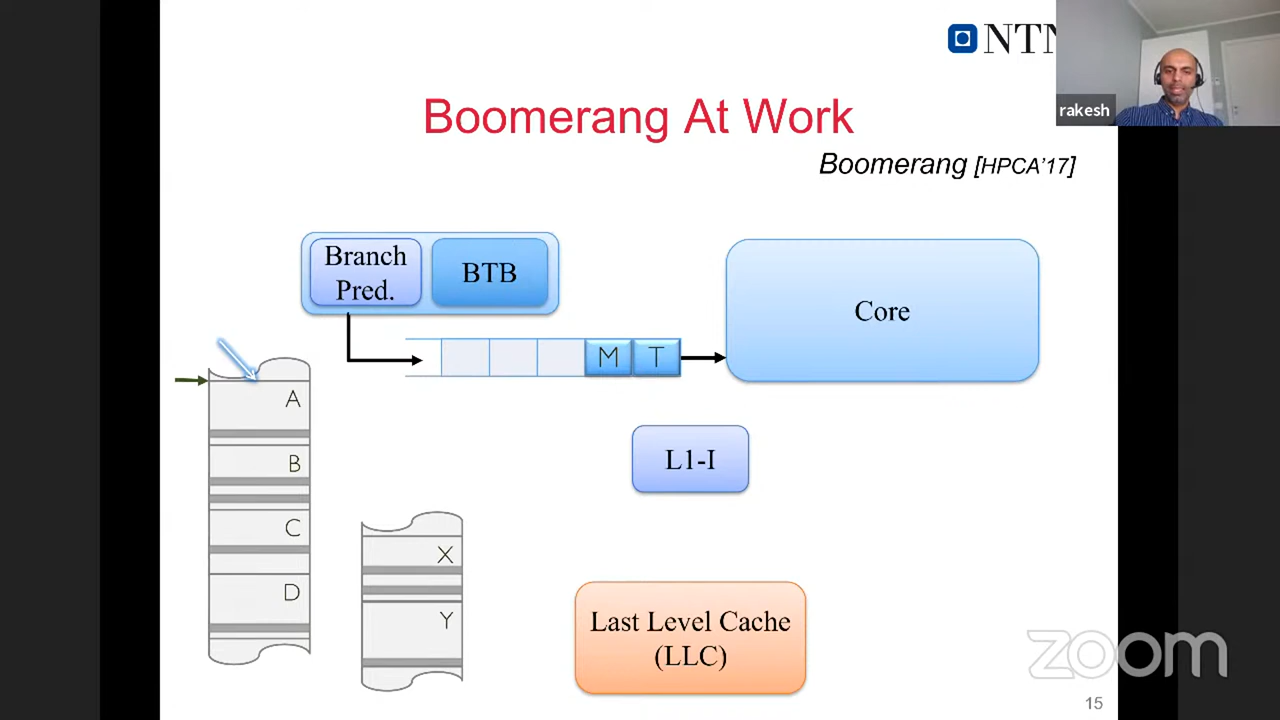 NTN
rakesh
Boomerang At Work
Boomerang [HPCA'17]
Branch
Pred.
BTB
Core
M T
A
L1-I
B
C
X
D
Y
Last Level Cache
(LLC)
zoom
15